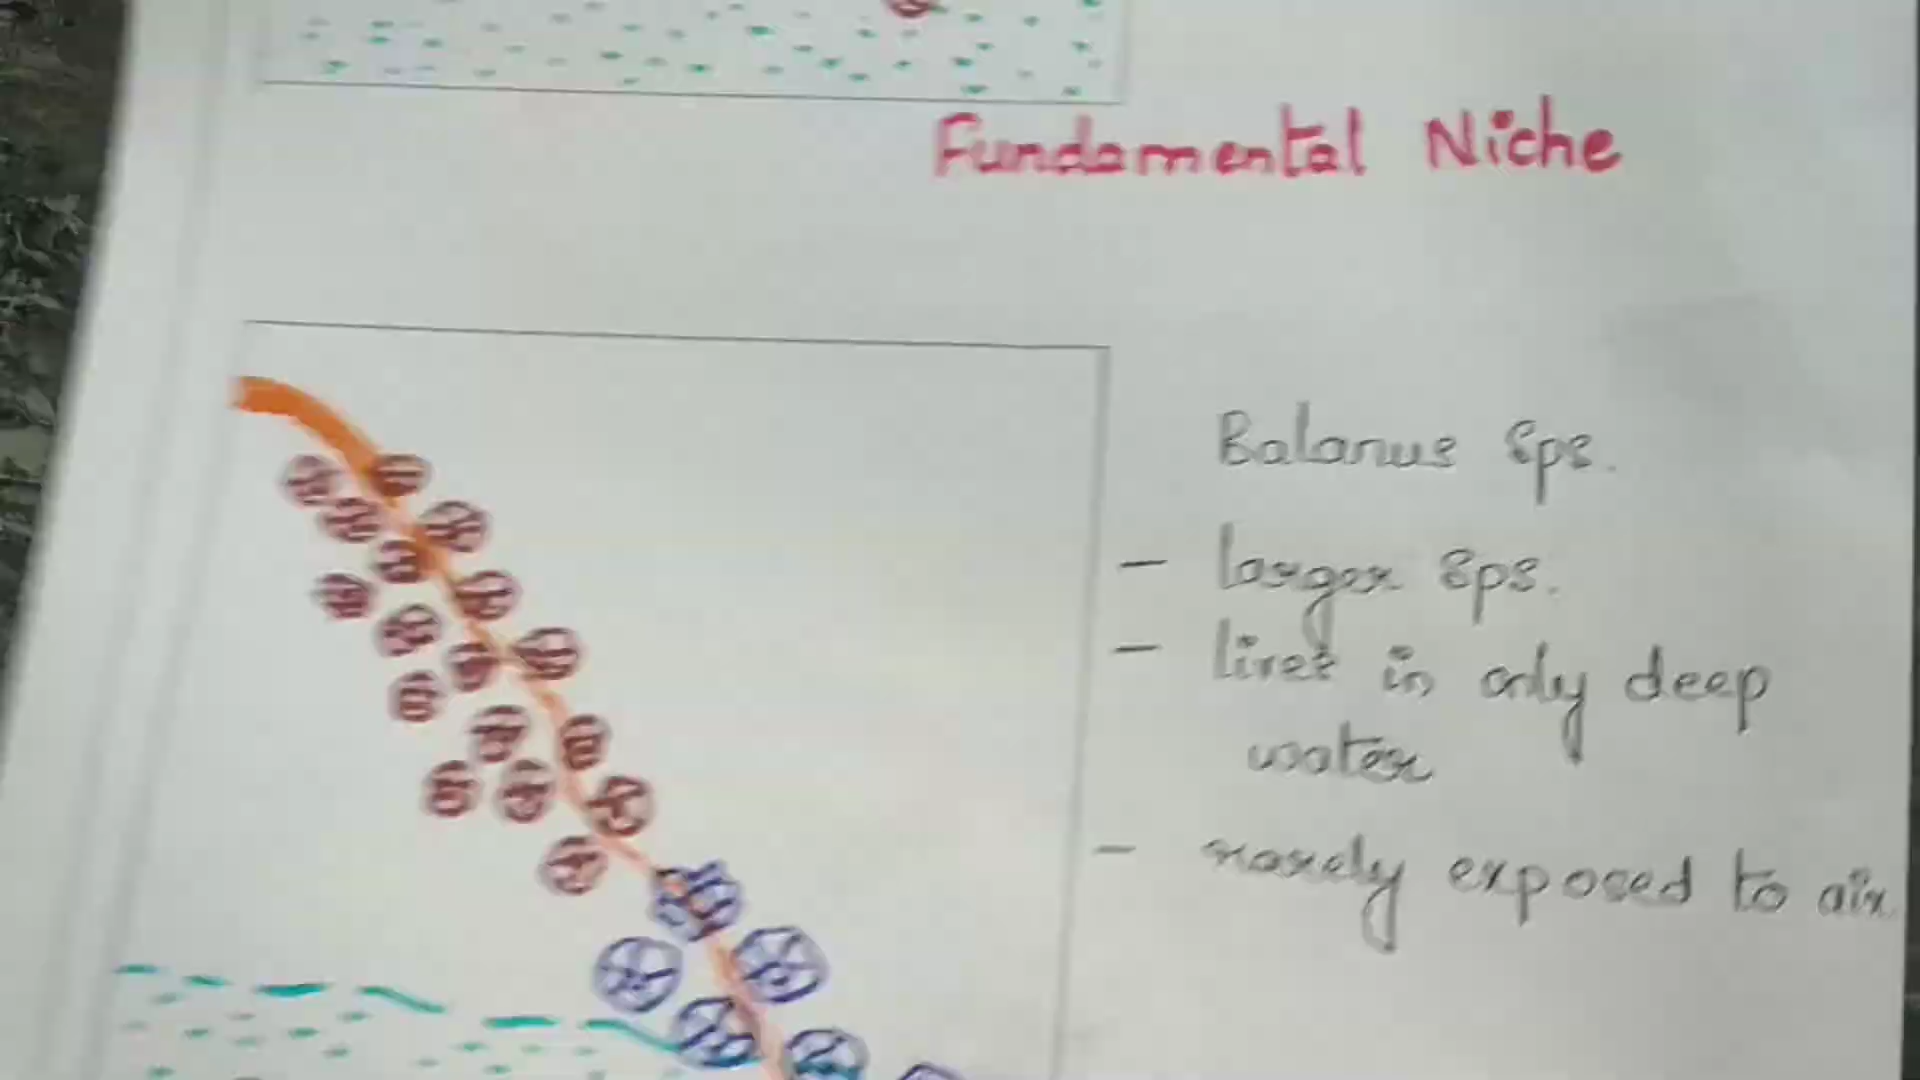 Fundamental Niche
Balanus sps.
- larger sps.
- lives in only deep
water
- rarely exposed to air